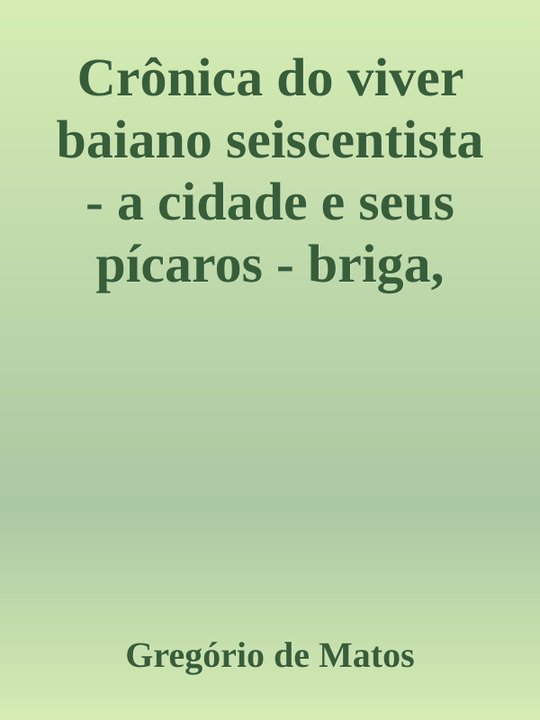 Crônica do viver
baiano seiscentista
- a cidade e seus
pícaros - briga,
Gregório de Matos